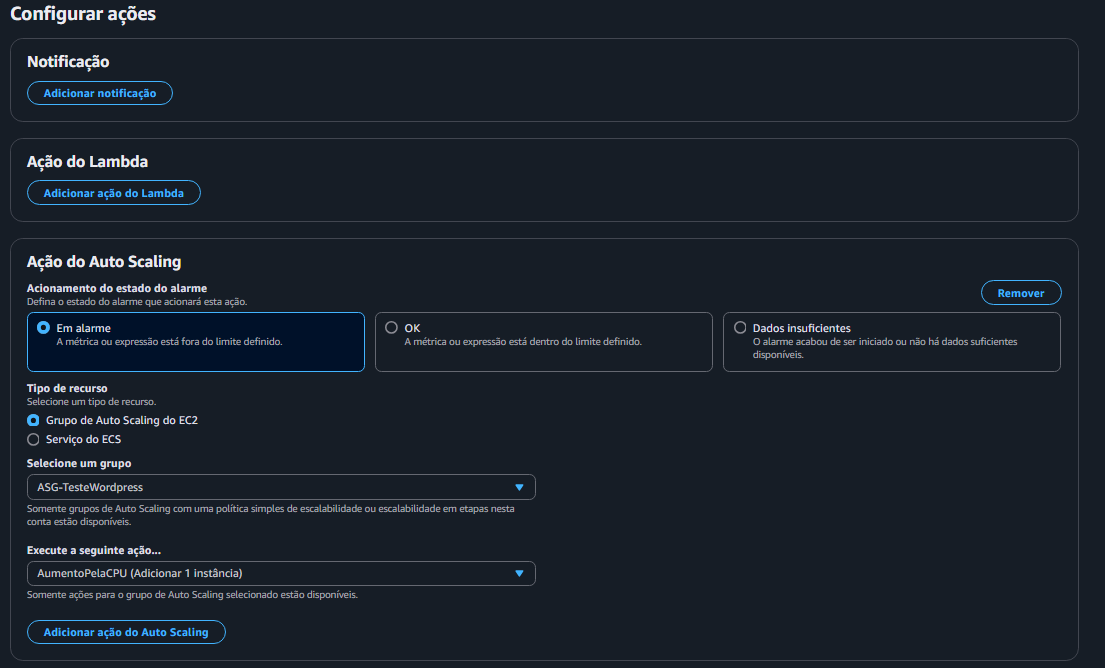 Configurar ações
Notificação
Adicionar notificação
Ação do Lambda
Adicionar ação do Lambda
Ação do Auto Scaling
Acionamento do estado do alarme
Defina o estado do alarme que acionará esta ação.
Remover
Em alarme
A métrica ou expressão está fora do limite definido.
OK
A métrica ou expressão está dentro do limite definido.
Dados insuficientes
O alarme acabou de ser iniciado ou não há dados suficientes
disponíveis.
Tipo de recurso
Selecione um tipo de recurso.
Grupo de Auto Scaling do EC2
Serviço do ECS
Selecione um grupo
ASG-TesteWordpress
Somente grupos de Auto Scaling com uma política simples de escalabilidade ou escalabilidade em etapas nesta
conta estão disponíveis.
Execute a seguinte ação...
AumentoPelaCPU (Adicionar 1 instância)
Somente ações para o grupo de Auto Scaling selecionado estão disponíveis.
Adicionar ação do Auto Scaling